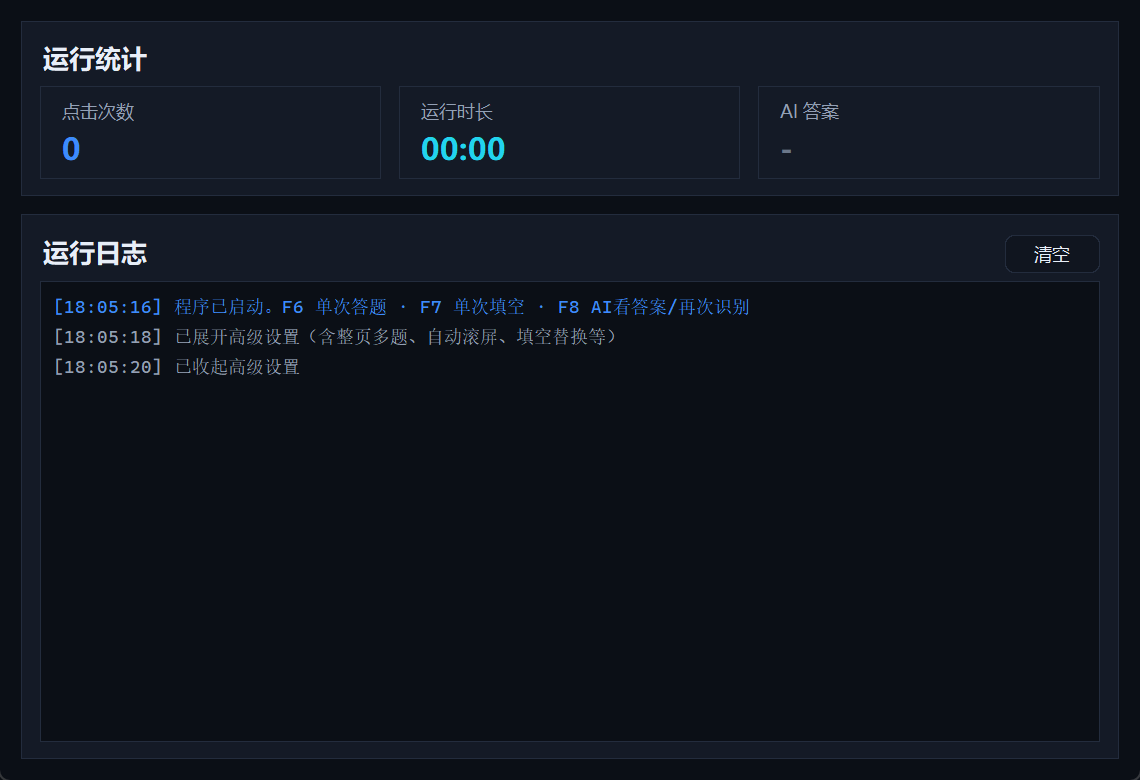 运行统计
点击次数
0
运行时长
00:00
AI 答案
-
运行日志
清空
[18:05:16] 程序已启动。F6 单次答题 · F7 单次填空 · F8 AI看答案/再次识别
[18:05:18] 已展开高级设置（含整页多题、自动滚屏、填空替换等）
[18:05:20] 已收起高级设置